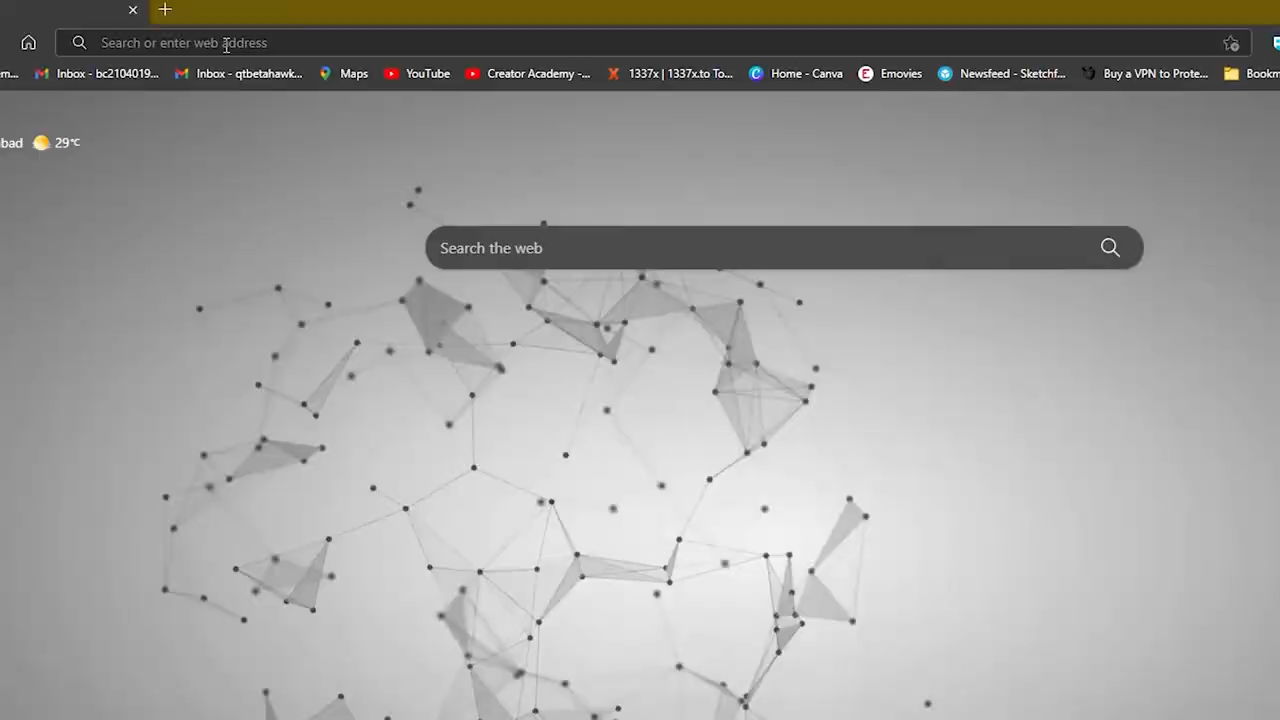 Search or enter web address
em... Inbox - bc2104019... Inbox - qtbetahawk... Maps YouTube Creator Academy -... 1337x | 1337x.to To... Home - Canva Emovies Newsfeed - Sketchf... Buy a VPN to Prote... Bookm
bad 29°C
Search the web